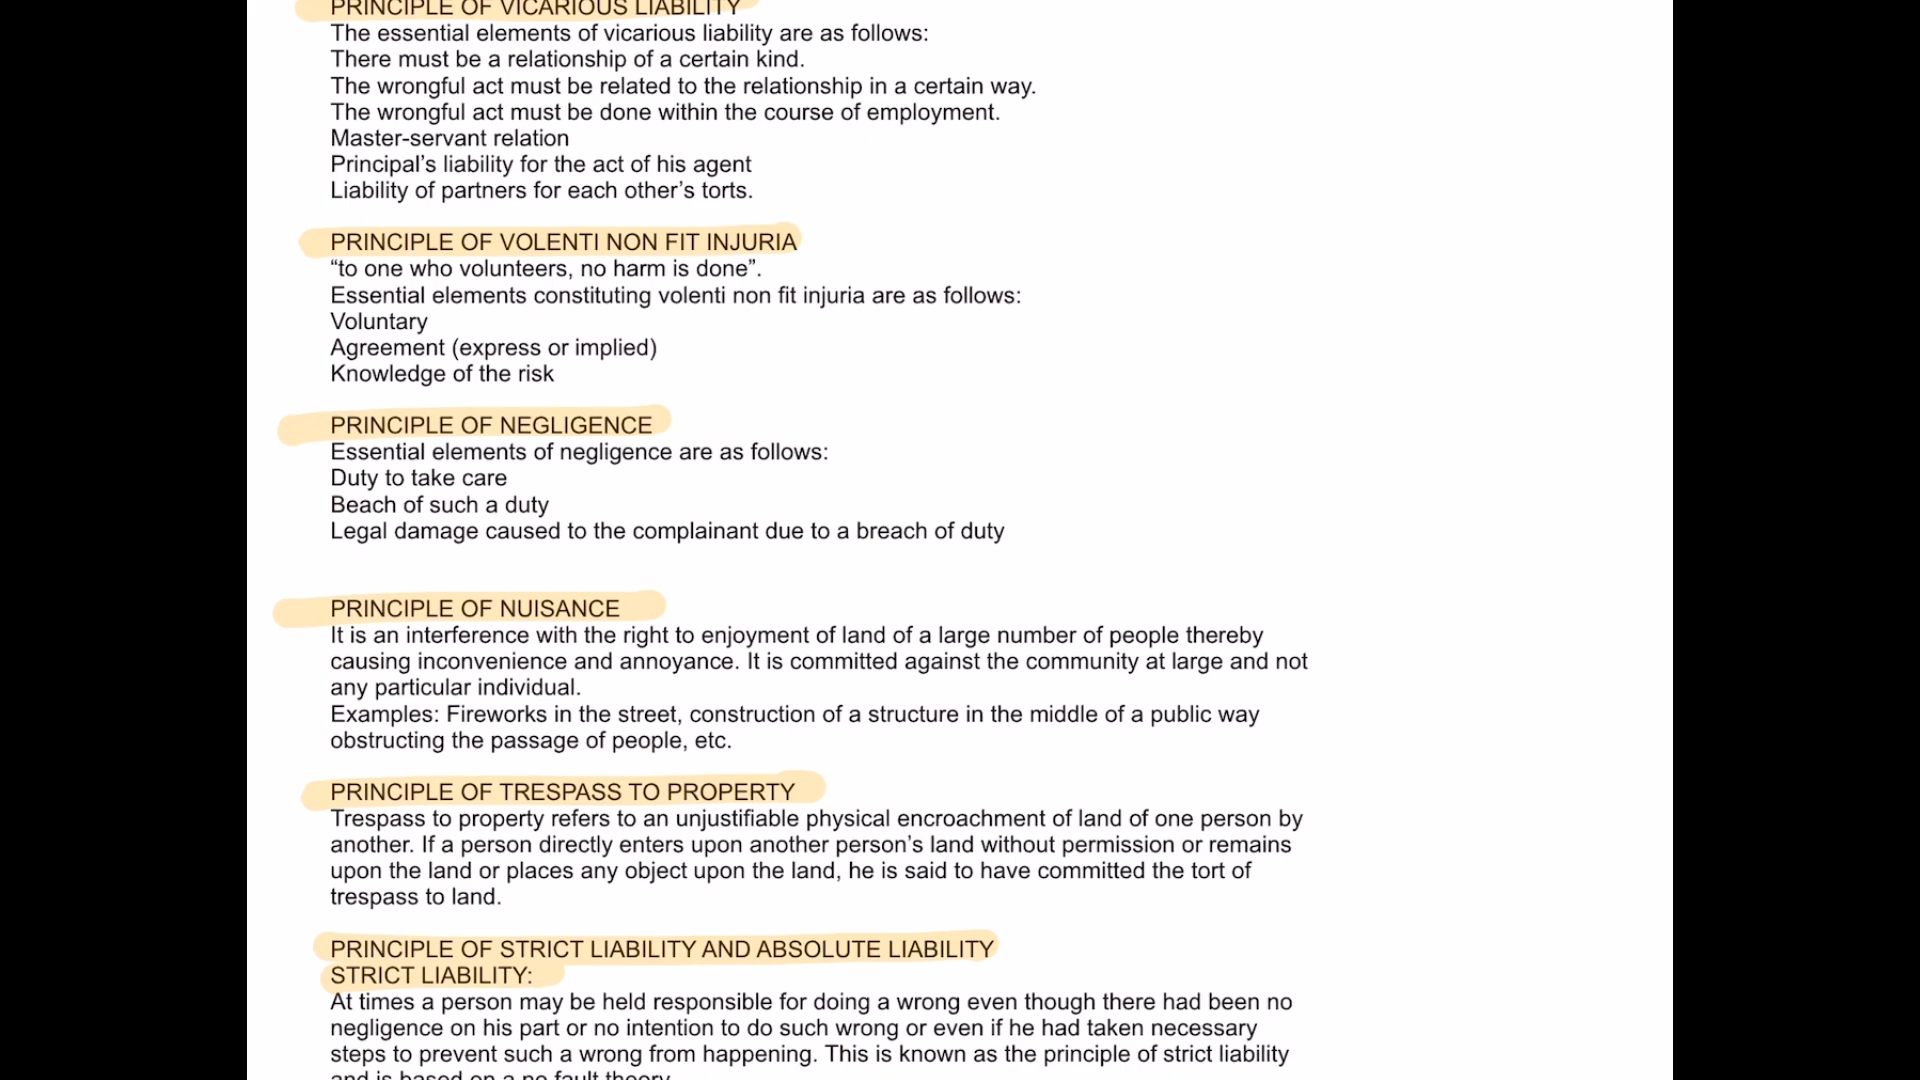 PRINCIPLE OF VICARIOUS LIABILITY
The essential elements of vicarious liability are as follows:
There must be a relationship of a certain kind.
The wrongful act must be related to the relationship in a certain way.
The wrongful act must be done within the course of employment.
Master-servant relation
Principal’s liability for the act of his agent
Liability of partners for each other’s torts.
PRINCIPLE OF VOLENTI NON FIT INJURIA
“to one who volunteers, no harm is done”.
Essential elements constituting volenti non fit injuria are as follows:
Voluntary
Agreement (express or implied)
Knowledge of the risk
PRINCIPLE OF NEGLIGENCE
Essential elements of negligence are as follows:
Duty to take care
Beach of such a duty
Legal damage caused to the complainant due to a breach of duty
PRINCIPLE OF NUISANCE
It is an interference with the right to enjoyment of land of a large number of people thereby
causing inconvenience and annoyance. It is committed against the community at large and not
any particular individual.
Examples: Fireworks in the street, construction of a structure in the middle of a public way
obstructing the passage of people, etc.
PRINCIPLE OF TRESPASS TO PROPERTY
Trespass to property refers to an unjustifiable physical encroachment of land of one person by
another. If a person directly enters upon another person’s land without permission or remains
upon the land or places any object upon the land, he is said to have committed the tort of
trespass to land.
PRINCIPLE OF STRICT LIABILITY AND ABSOLUTE LIABILITY
STRICT LIABILITY:
At times a person may be held responsible for doing a wrong even though there had been no
negligence on his part or no intention to do such wrong or even if he had taken necessary
steps to prevent such a wrong from happening. This is known as the principle of strict liability
and is based on a no fault theory